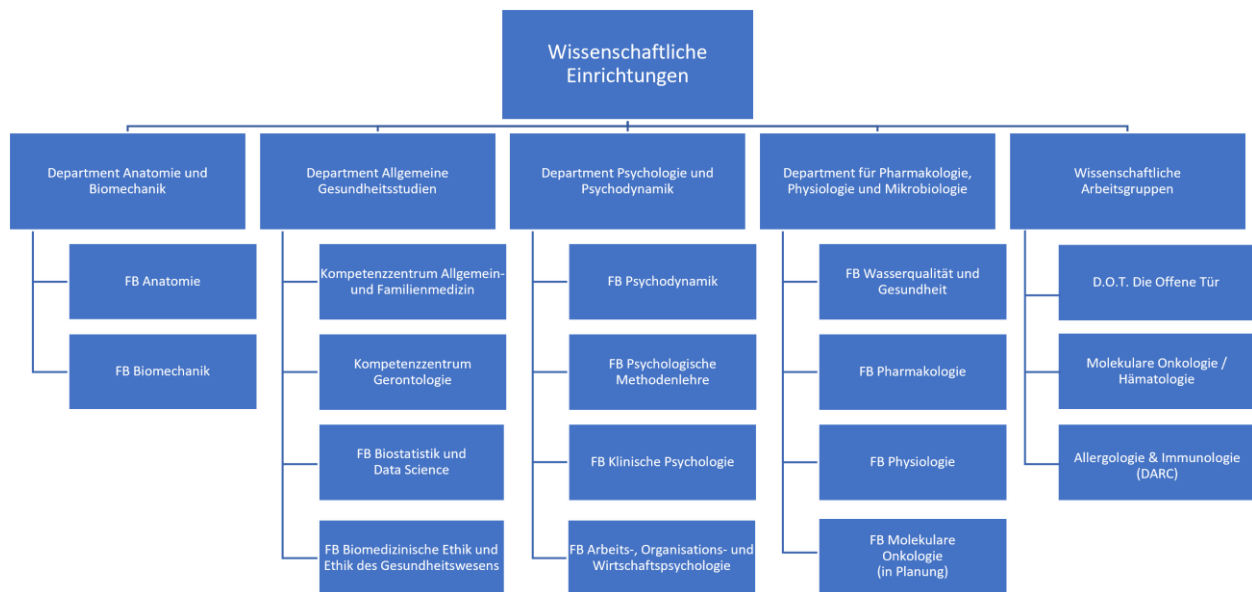 Wissenschaftliche
Einrichtungen
Department Anatomie und
Biomechanik
FB Anatomie
FB Biomechanik
Department Allgemeine
Gesundheitsstudien
Kompetenzzentrum Allgemein-
und Familienmedizin
Kompetenzzentrum
Gerontologie
FB Biostatistik und
Data Science
FB Biomedizinische Ethik und
Ethik des Gesundheitswesens
Department Psychologie und
Psychodynamik
FB Psychodynamik
FB Psychologische
Methodenlehre
FB Klinische Psychologie
FB Arbeits-, Organisations- und
Wirtschaftspsychologie
Department für Pharmakologie,
Physiologie und Mikrobiologie
FB Wasserqualität und
Gesundheit
FB Pharmakologie
FB Physiologie
FB Molekulare
Onkologie
(in Planung)
Wissenschaftliche
Arbeitsgruppen
D.O.T. Die Offene Tür
Molekulare Onkologie /
Hämatologie
Allergologie & Immunologie
(DARC)